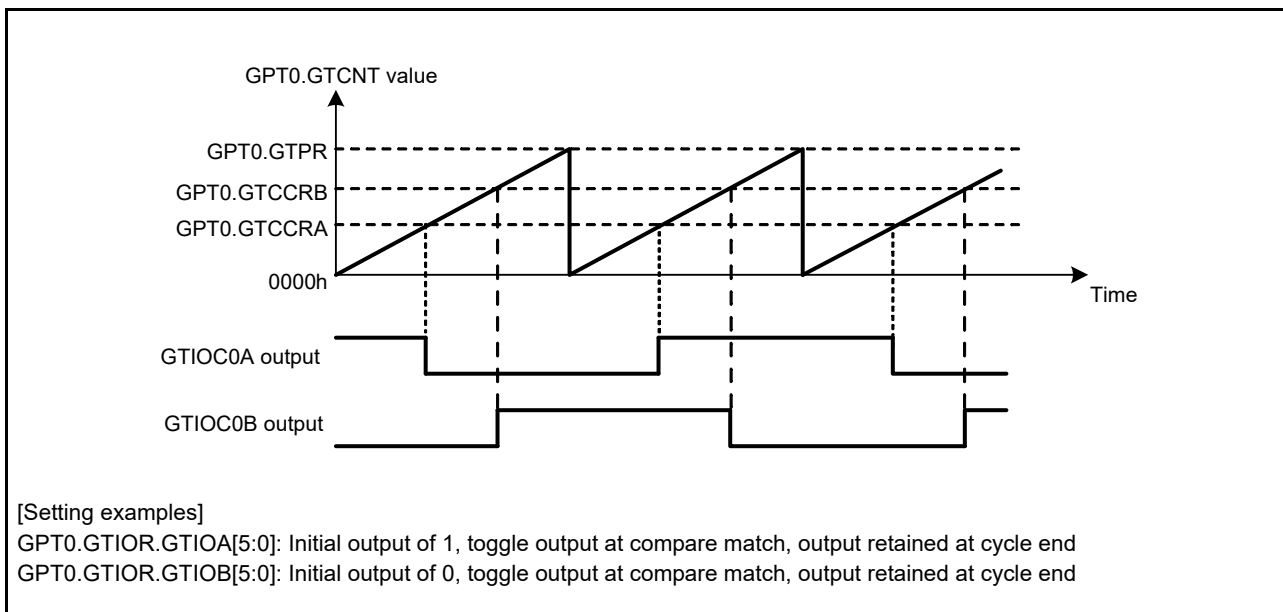 GPT0.GTCNT value
GPT0.GTPR
GPT0.GTCCRB
GPT0.GTCCRA
0000h
Time
GTIOC0A output
GTIOC0B output
[Setting examples]
GPT0.GTIOR.GTIOA[5:0]: Initial output of 1, toggle output at compare match, output retained at cycle end
GPT0.GTIOR.GTIOB[5:0]: Initial output of 0, toggle output at compare match, output retained at cycle end